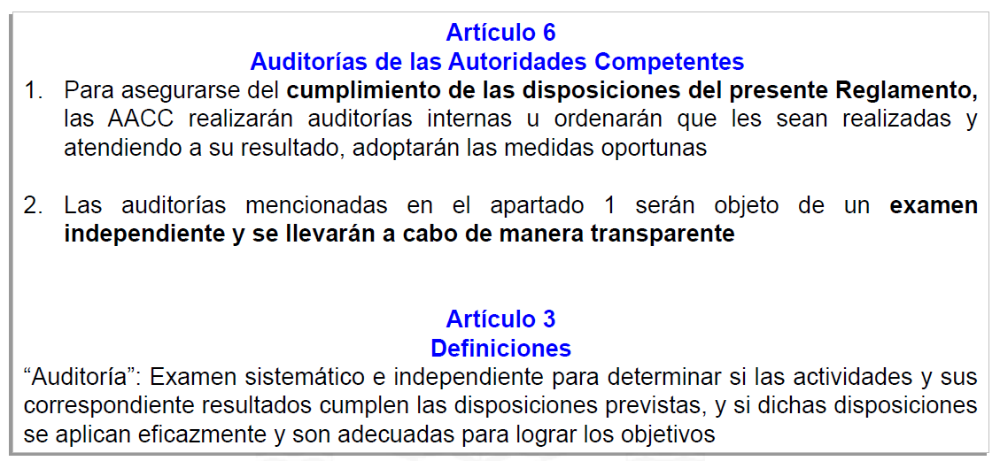 Artículo 6
Auditorías de las Autoridades Competentes
1. Para asegurarse del cumplimiento de las disposiciones del presente Reglamento,
las AACC realizarán auditorías internas u ordenarán que les sean realizadas y
atendiendo a su resultado, adoptarán las medidas oportunas
2. Las auditorías mencionadas en el apartado 1 serán objeto de un examen
independiente y se llevarán a cabo de manera transparente
Artículo 3
Definiciones
“Auditoría”: Examen sistemático e independiente para determinar si las actividades y sus
correspondiente resultados cumplen las disposiciones previstas, y si dichas disposiciones
se aplican eficazmente y son adecuadas para lograr los objetivos